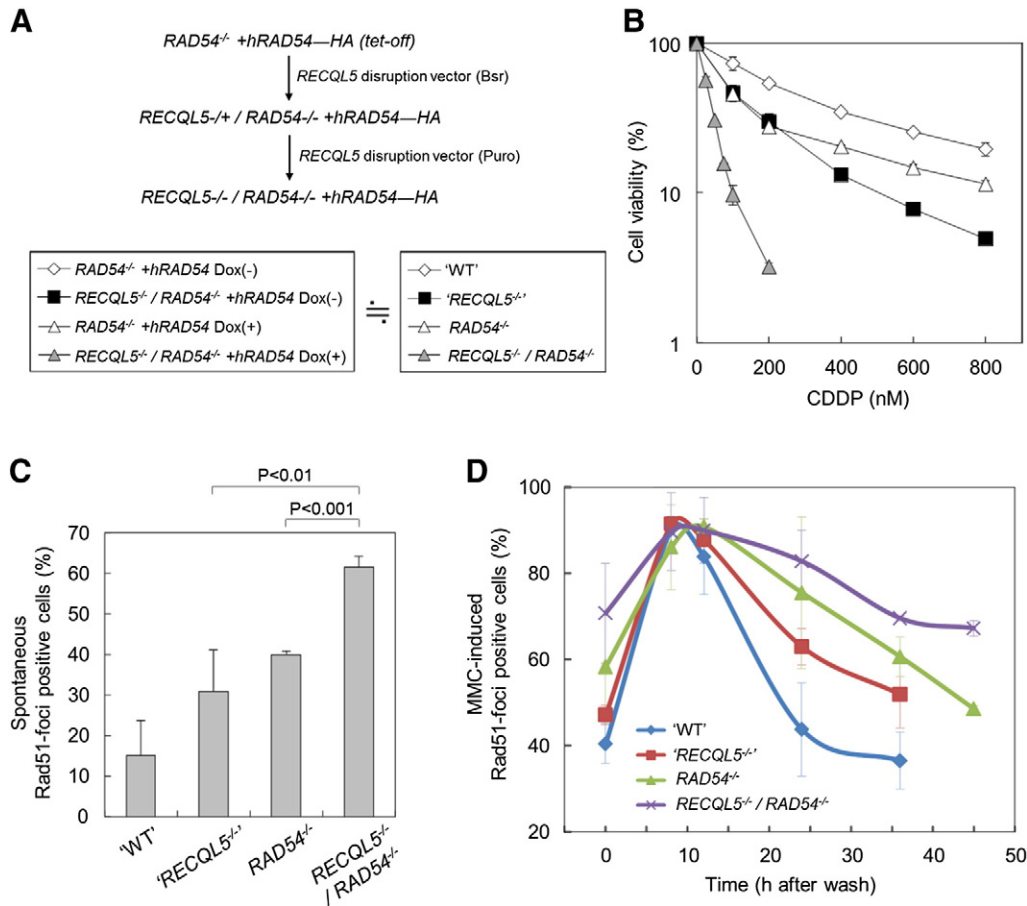 A
RAD54-/- +hRAD54—HA (tet-off)
RECQL5 disruption vector (Bsr)
RECQL5-/+ / RAD54-/- +hRAD54—HA
RECQL5 disruption vector (Puro)
RECQL5-/- / RAD54-/- +hRAD54—HA
RAD54-/- +hRAD54 Dox(-)
RECQL5-/- / RAD54-/- +hRAD54 Dox(-)
RAD54-/- +hRAD54 Dox(+)
RECQL5-/- / RAD54-/- +hRAD54 Dox(+)
≒
'WT'
'RECQL5-/-'
RAD54-/-
RECQL5-/- / RAD54-/-
B
Cell viability (%)
100
10
1
0 200 400 600 800
CDDP (nM)
C
P<0.01
P<0.001
Spontaneous
Rad51-foci positive cells (%)
70
60
50
40
30
20
10
0
'WT'
'RECQL5-/-'
RAD54-/-
RECQL5-/-
/ RAD54-/-
D
MMC-induced
Rad51-foci positive cells (%)
100
80
60
40
20
'WT'
'RECQL5-/-'
RAD54-/-
RECQL5-/- / RAD54-/-
0 10 20 30 40 50
Time (h after wash)